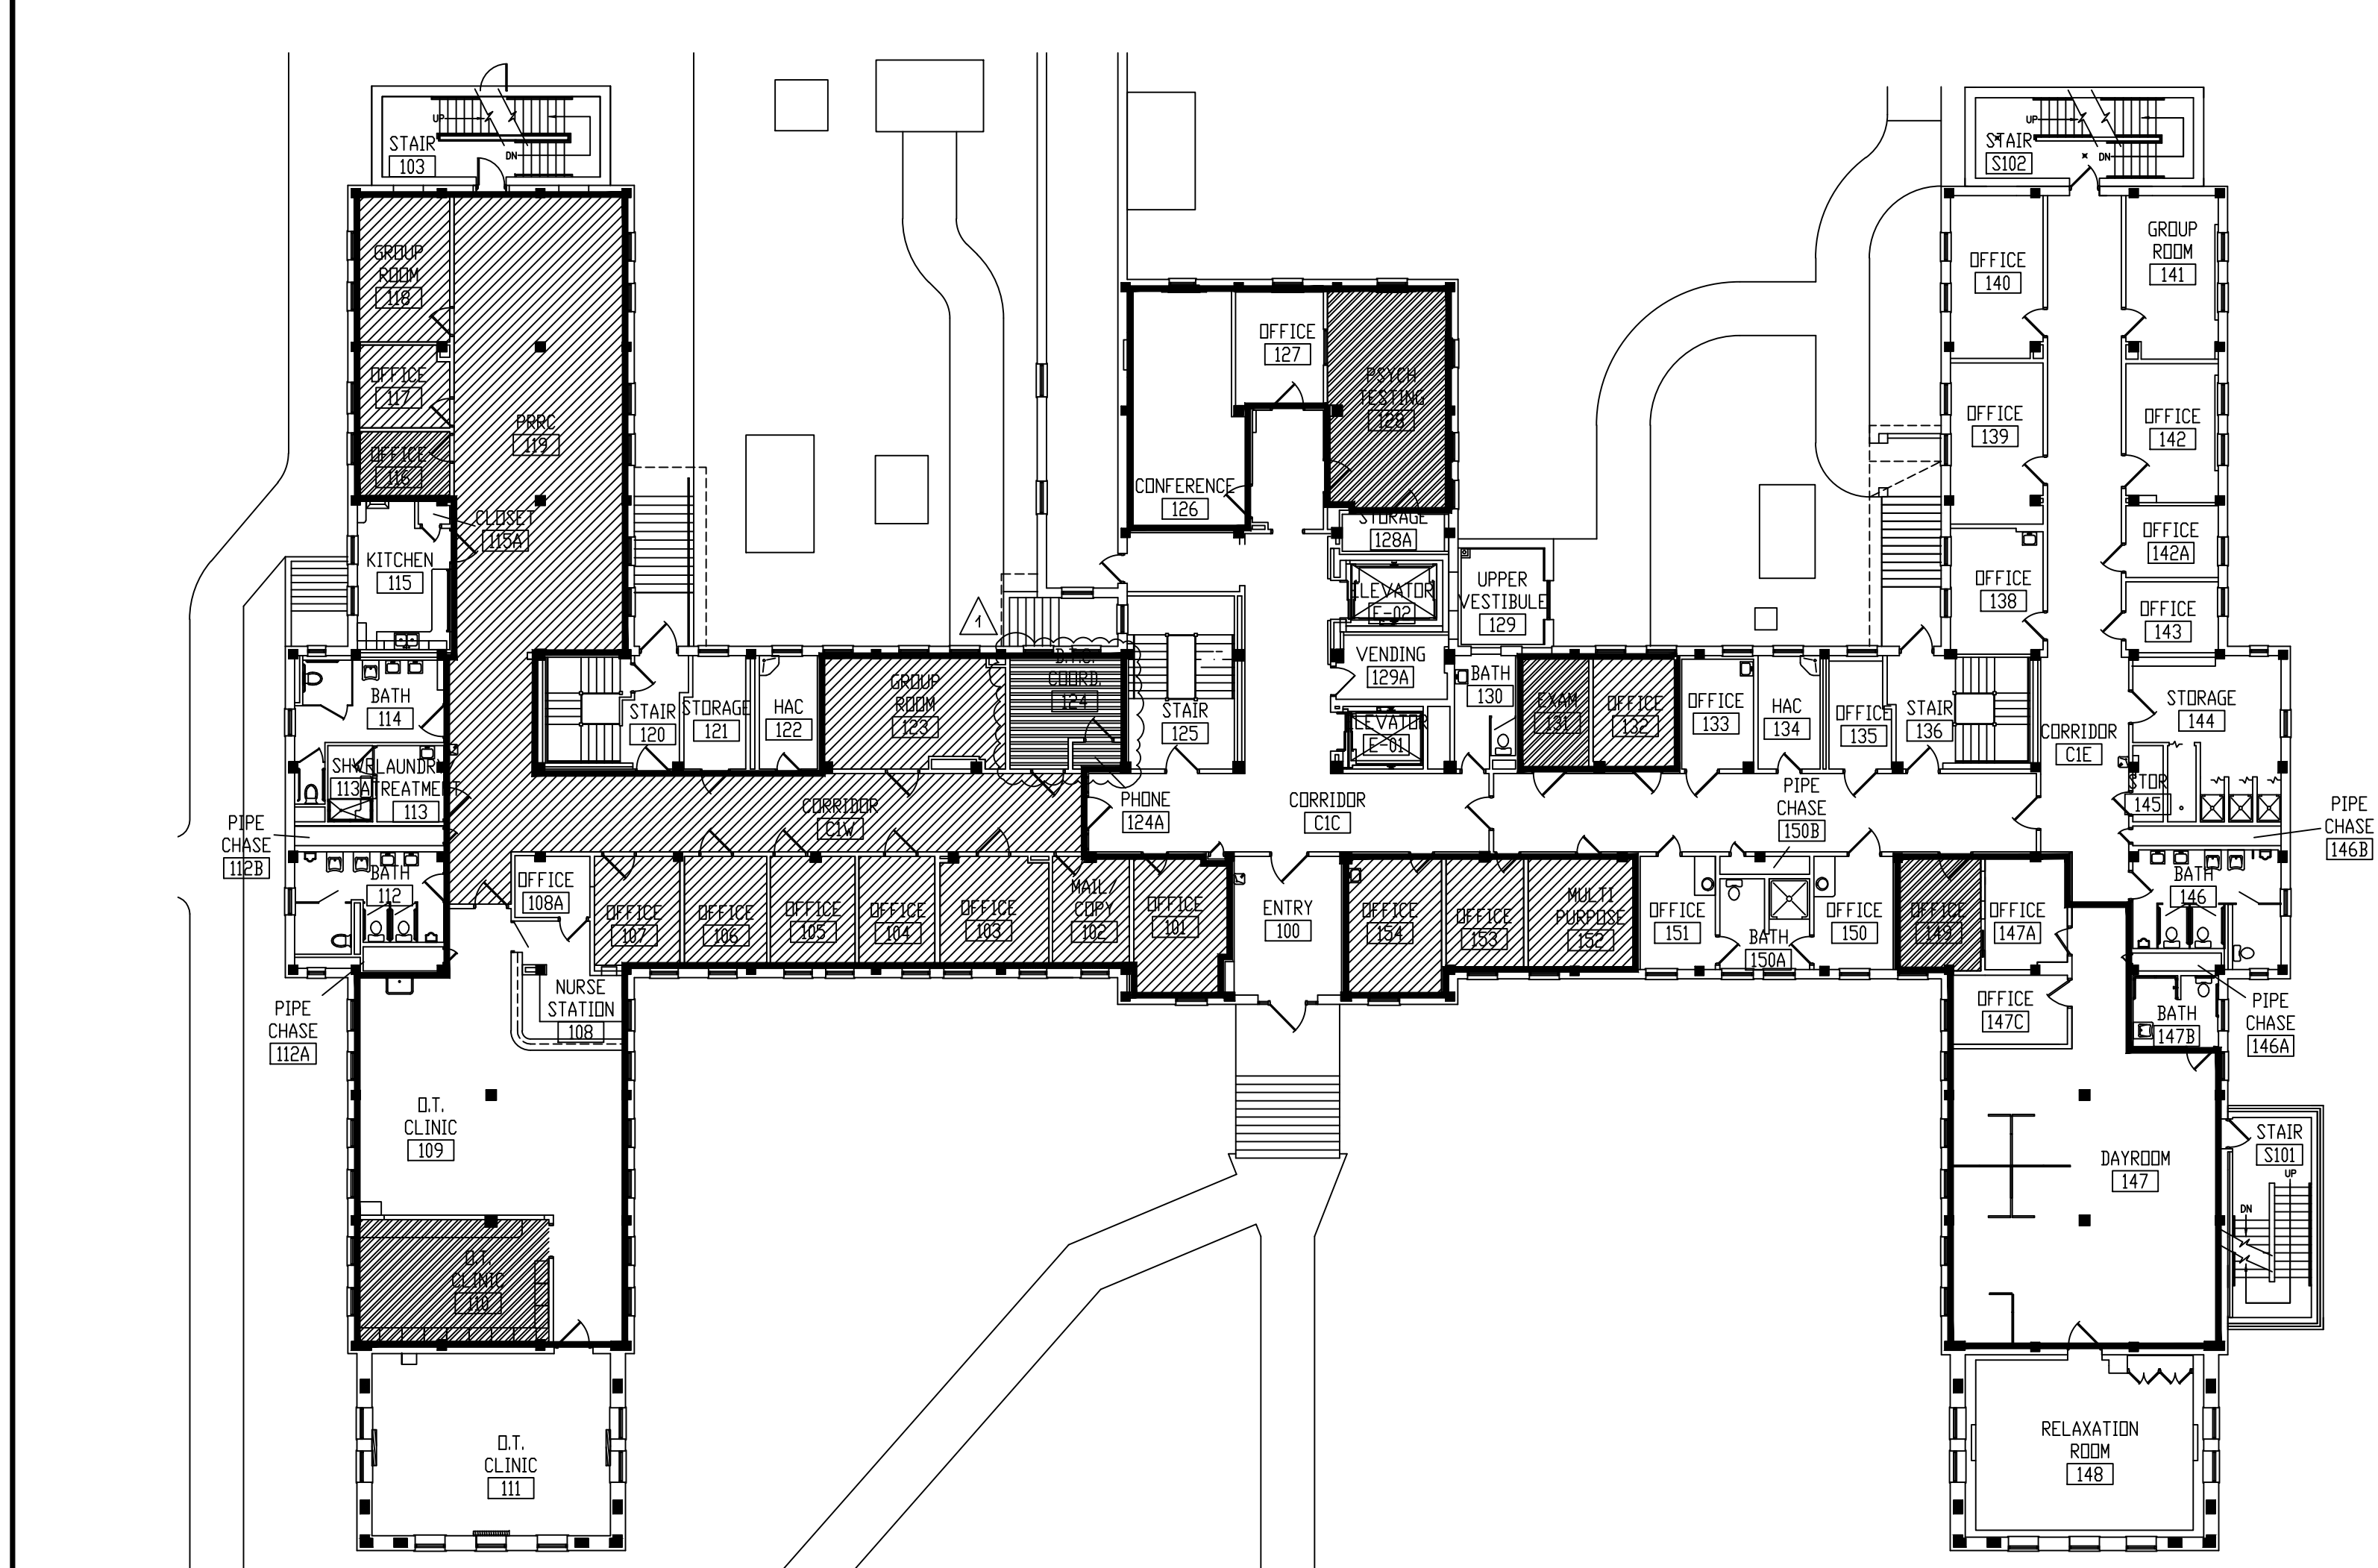 UP
STAIR
103
DN
GROUP
ROOM
118
OFFICE
117
OFFICE
116
PRRC
119
CLOSET
115A
KITCHEN
115
BATH
114
SHWR
113A
LAUNDRY
TREATMENT
113
PIPE
CHASE
112B
BATH
112
PIPE
CHASE
112A
STAIR
120
STORAGE
121
HAC
122
GROUP
ROOM
123
1
COORD.
124
CORRIDOR
C1W
OFFICE
108A
OFFICE
107
OFFICE
106
OFFICE
105
OFFICE
104
OFFICE
103
MAIL/
COPY
102
OFFICE
101
NURSE
STATION
108
O.T.
CLINIC
109
O.T.
CLINIC
110
O.T.
CLINIC
111
OFFICE
127
PSYCH
TESTING
128
CONFERENCE
126
STORAGE
128A
ELEVATOR
E-02
UPPER
VESTIBULE
129
VENDING
129A
BATH
130
STAIR
125
ELEVATOR
E-01
PHONE
124A
CORRIDOR
C1C
ENTRY
100
EXAM
131
OFFICE
132
OFFICE
133
HAC
134
OFFICE
135
STAIR
136
PIPE
CHASE
150B
OFFICE
154
OFFICE
153
MULTI
PURPOSE
152
OFFICE
151
BATH
150A
OFFICE
150
OFFICE
149
OFFICE
147A
OFFICE
147C
UP
STAIR
S102
DN
OFFICE
140
GROUP
ROOM
141
OFFICE
139
OFFICE
142
OFFICE
142A
OFFICE
138
OFFICE
143
CORRIDOR
C1E
STORAGE
144
STOR
145
PIPE
CHASE
146B
BATH
146
PIPE
CHASE
146A
BATH
147B
DAYROOM
147
STAIR
S101
UP
DN
RELAXATION
ROOM
148